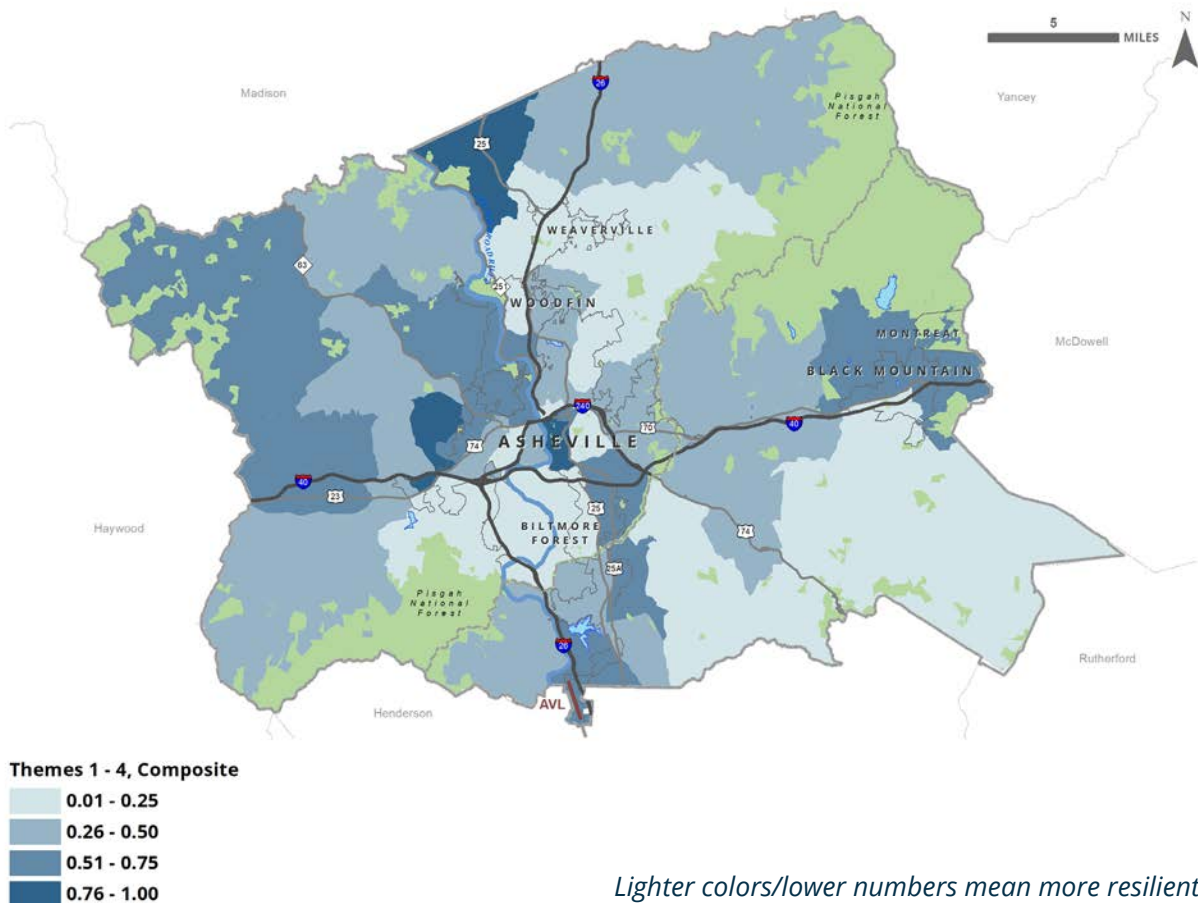 5
MILES
N
Madison
Yancey
Pisgah
National
Forest
26
25
WEAVERVILLE
63
25
WOODFIN
MONTREAT
McDowell
BLACK MOUNTAIN
240
40
70
ASHEVILLE
74
40
23
25
Haywood
BILTMORE
FOREST
74
25A
Pisgah
National
Forest
26
Rutherford
AVL
Henderson
Themes 1 - 4, Composite
0.01 - 0.25
0.26 - 0.50
0.51 - 0.75
0.76 - 1.00
Lighter colors/lower numbers mean more resilient